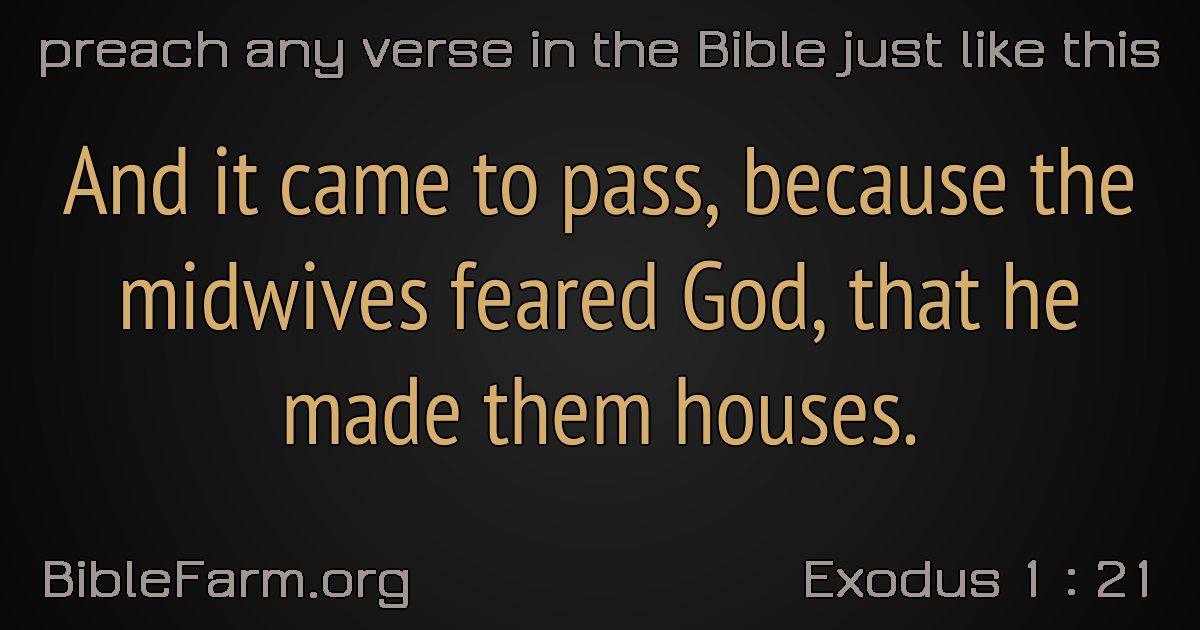 preach any verse in the Bible just like this
And it came to pass, because the
midwives feared God, that he
made them houses.
BibleFarm.org
Exodus 1 : 21